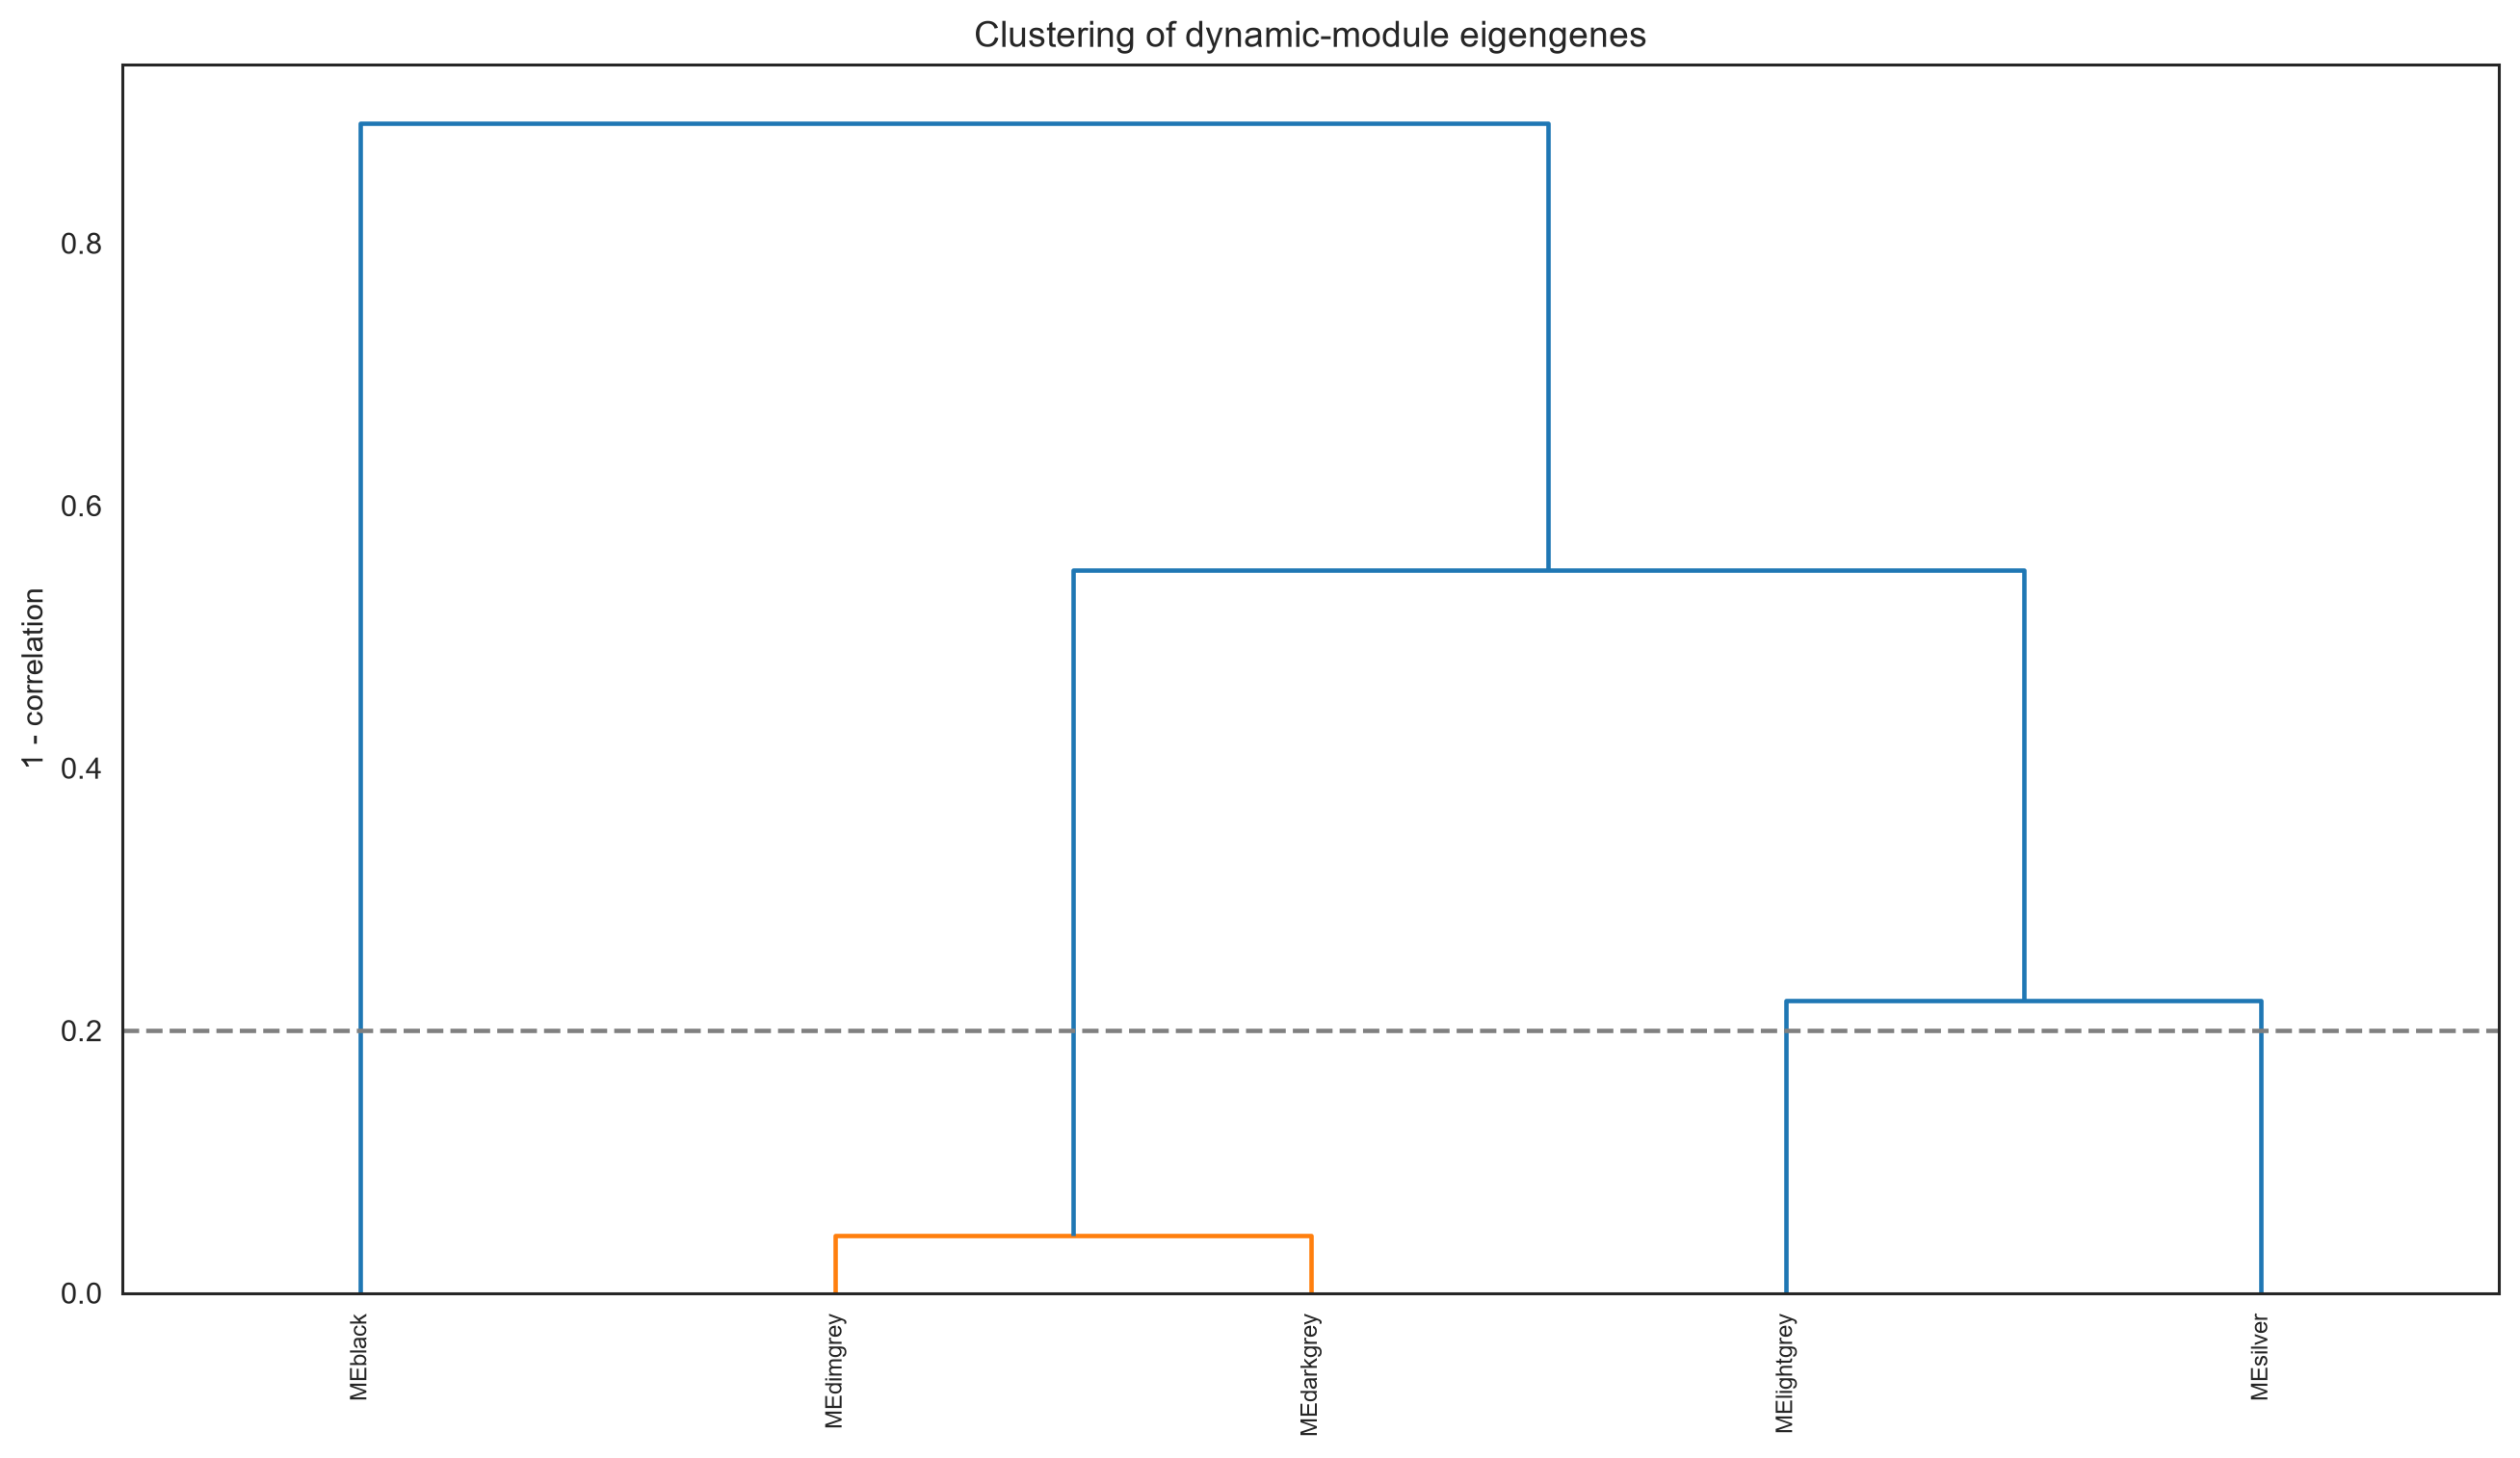 Clustering of dynamic-module eigengenes
1 - correlation
0.8
0.6
0.4
0.2
0.0
MEblack
MEdimgrey
MEdarkgrey
MElightgrey
MEsilver